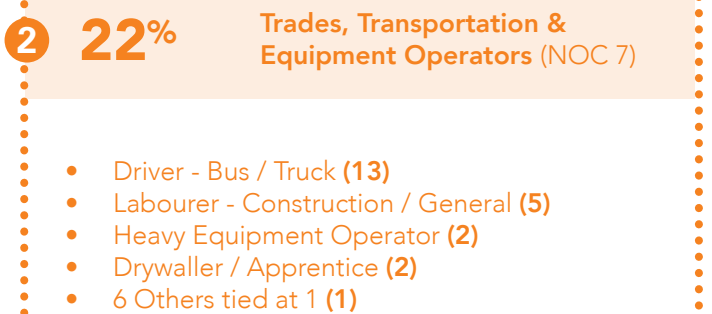 2 22% Trades, Transportation &
Equipment Operators (NOC 7)
• Driver - Bus / Truck (13)
• Labourer - Construction / General (5)
• Heavy Equipment Operator (2)
• Drywaller / Apprentice (2)
• 6 Others tied at 1 (1)